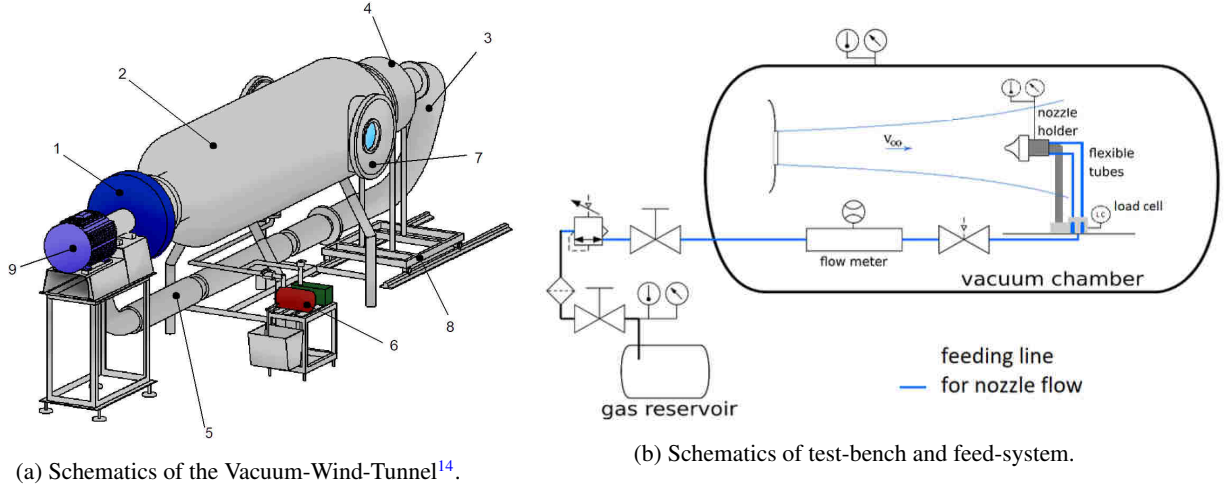 4
3
2
1
7
9
8
6
5
(a) Schematics of the Vacuum-Wind-Tunnel14.
nozzle
holder
V∞
flexible
tubes
LC
load cell
flow meter
vacuum chamber
feeding line
for nozzle flow
gas reservoir
(b) Schematics of test-bench and feed-system.